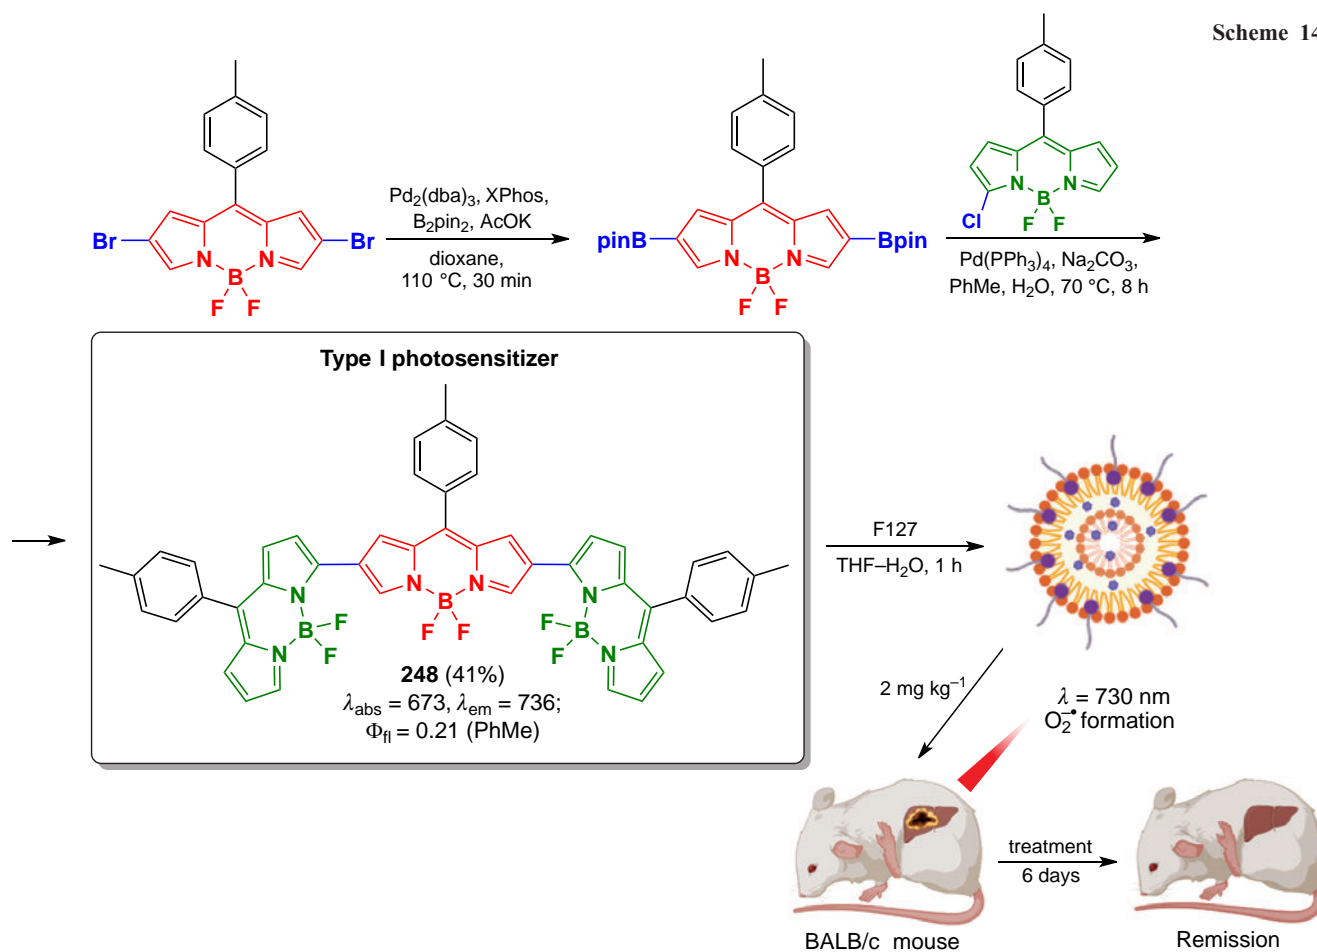 Scheme 14
Br
Br
N
N
B
F
F
Pd₂(dba)₃, XPhos,
B₂pin₂, AcOK
dioxane,
110 °C, 30 min
pinB
Bpin
N
N
B
F
F
N
N
B
Cl
F
F
Pd(PPh₃)₄, Na₂CO₃,
PhMe, H₂O, 70 °C, 8 h
Type I photosensitizer
N
B
F
N
F
N
N
B
F
F
N
F
B
F
N
248 (41%)
λabs = 673, λem = 736;
Φfl = 0.21 (PhMe)
F127
THF–H₂O, 1 h
2 mg kg⁻¹
λ = 730 nm
O₂⁻• formation
treatment
6 days
BALB/c mouse
Remission